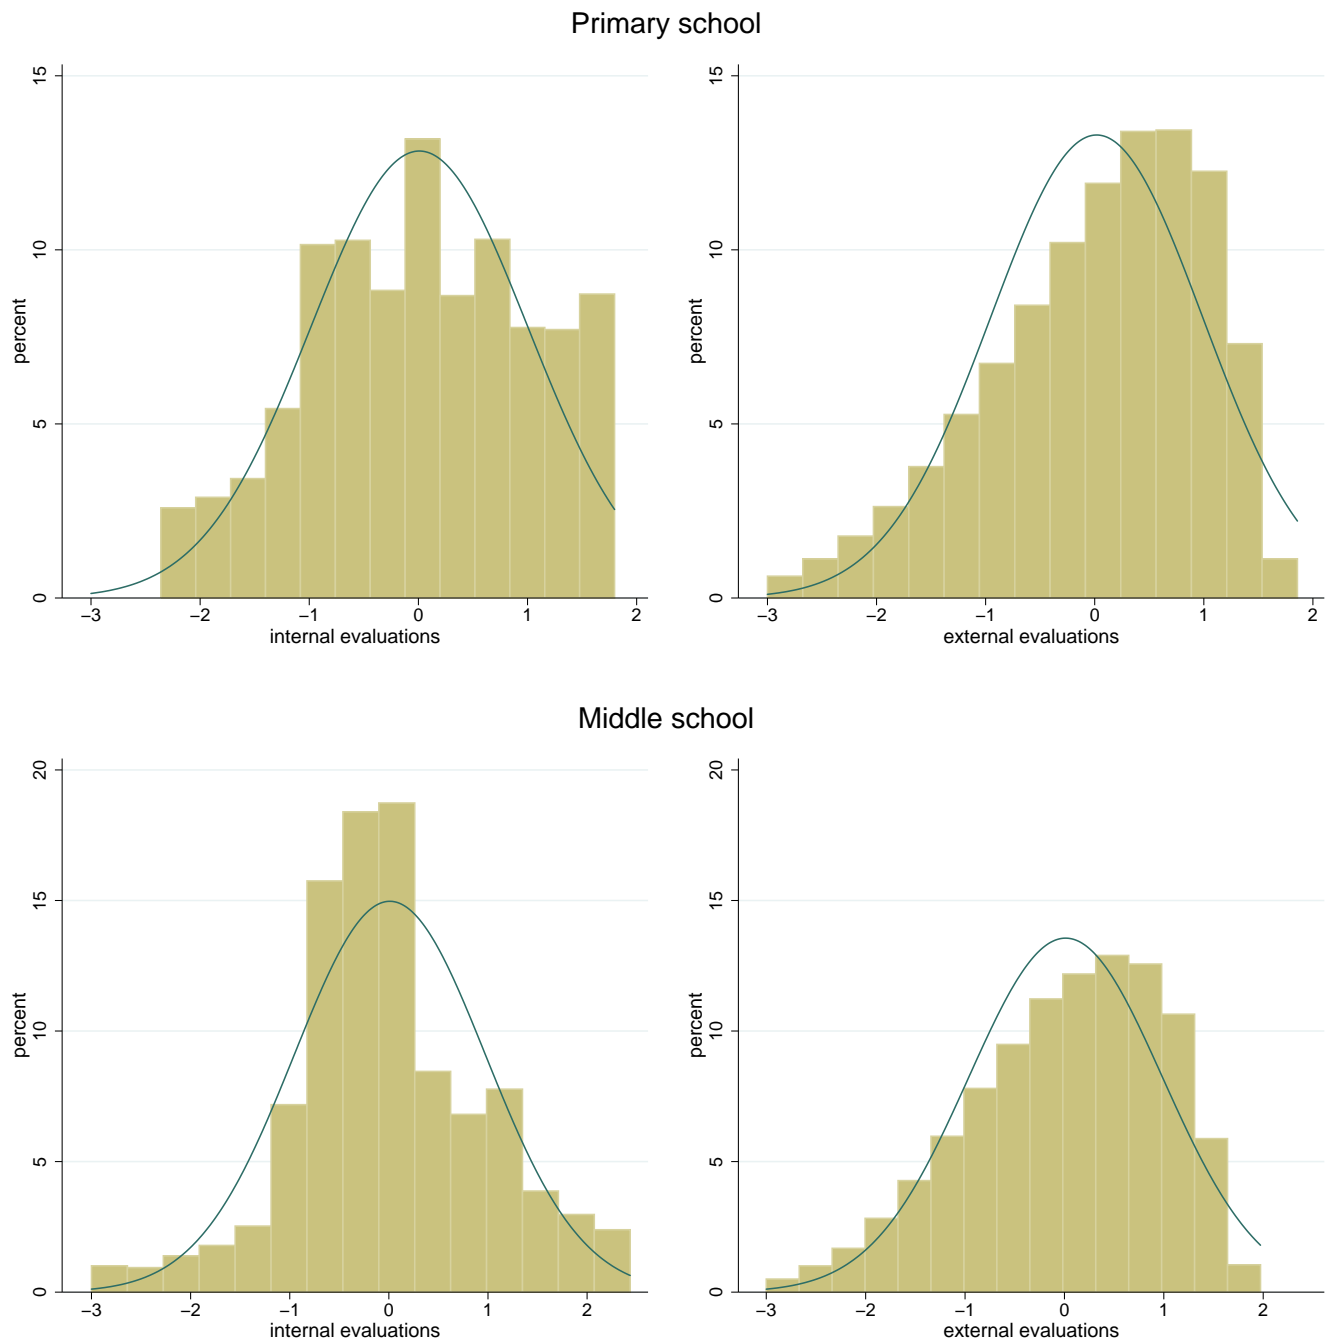 Primary school
15
10
5
0
percent
−3 −2 −1 0 1 2
internal evaluations
15
10
5
0
percent
−3 −2 −1 0 1 2
external evaluations
Middle school
20
15
10
5
0
percent
−3 −2 −1 0 1 2
internal evaluations
20
15
10
5
0
percent
−3 −2 −1 0 1 2
external evaluations